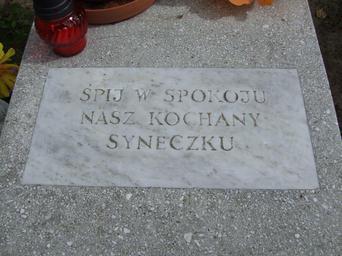 ŚPIJ W SPOKOJU
NASZ KOCHANY
SYNECZKU